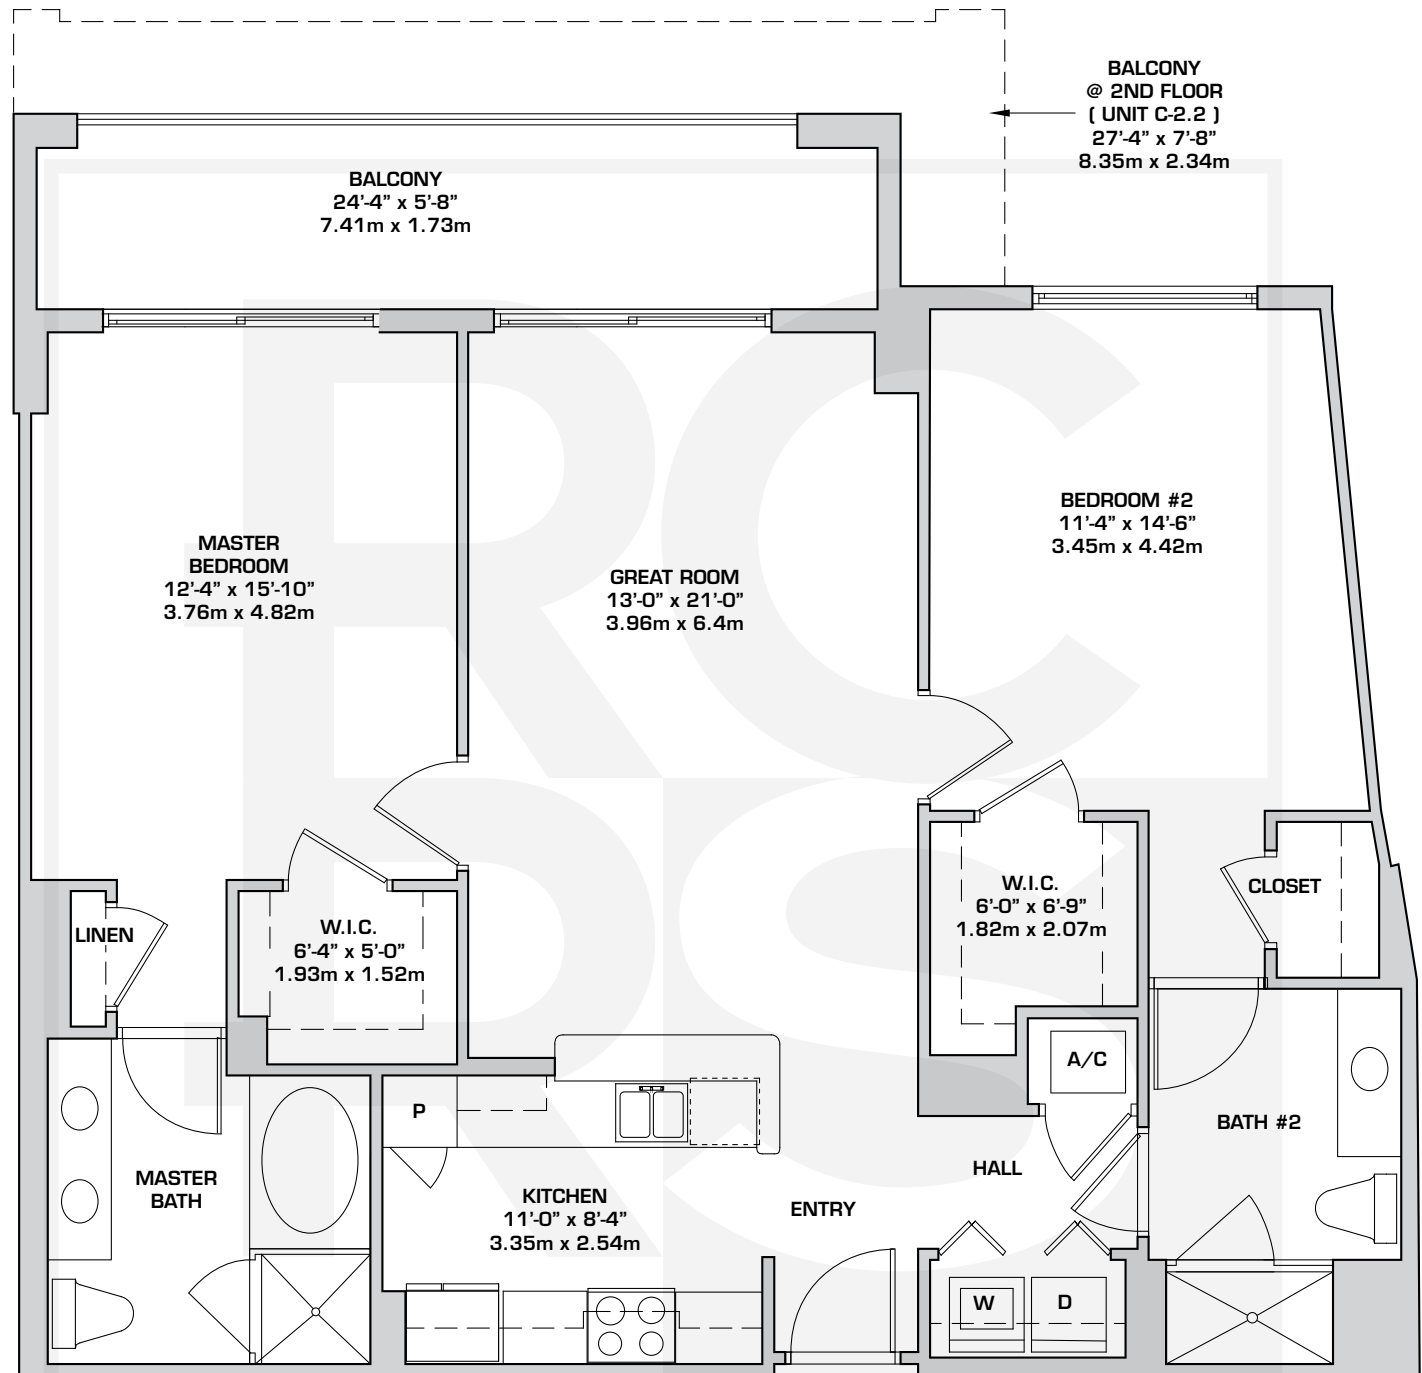 BALCONY
@ 2ND FLOOR
( UNIT C-2.2 )
27'-4” x 7'-8”
8.35m x 2.34m
BALCONY
24'-4” x 5'-8”
7.41m x 1.73m
MASTER
BEDROOM
12'-4” x 15'-10”
3.76m x 4.82m
GREAT ROOM
13'-0” x 21'-0”
3.96m x 6.4m
BEDROOM #2
11'-4” x 14'-6”
3.45m x 4.42m
LINEN
W.I.C.
6'-4” x 5'-0”
1.93m x 1.52m
W.I.C.
6'-0” x 6'-9”
1.82m x 2.07m
CLOSET
A/C
P
MASTER
BATH
KITCHEN
11'-0” x 8'-4”
3.35m x 2.54m
ENTRY
HALL
BATH #2
W
D
RC
RS